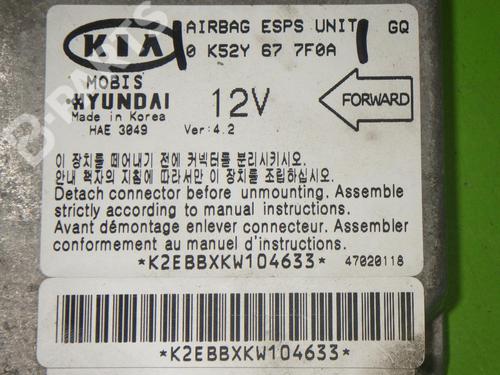 KIA AIRBAG ESPS UNIT GQ
0 K52Y 67 7F0A
MOBIS
HYUNDAI 12V FORWARD
Made in Korea
HAE 3049 Ver: 4.2
이 장치를 떼어내기 전에 커넥터를 분리시키시오.
안내 책자의 지침에 따라서만 이 장치를 조립하십시오.
Detach connector before unmounting. Assemble
strictly according to manual instructions.
Avant démontage enlever connecteur. Assembler
conformement au manuel d'instructions.
*K2EBBXKW104633* 47020118
*K2EBBXKW104633*
B-PARTS